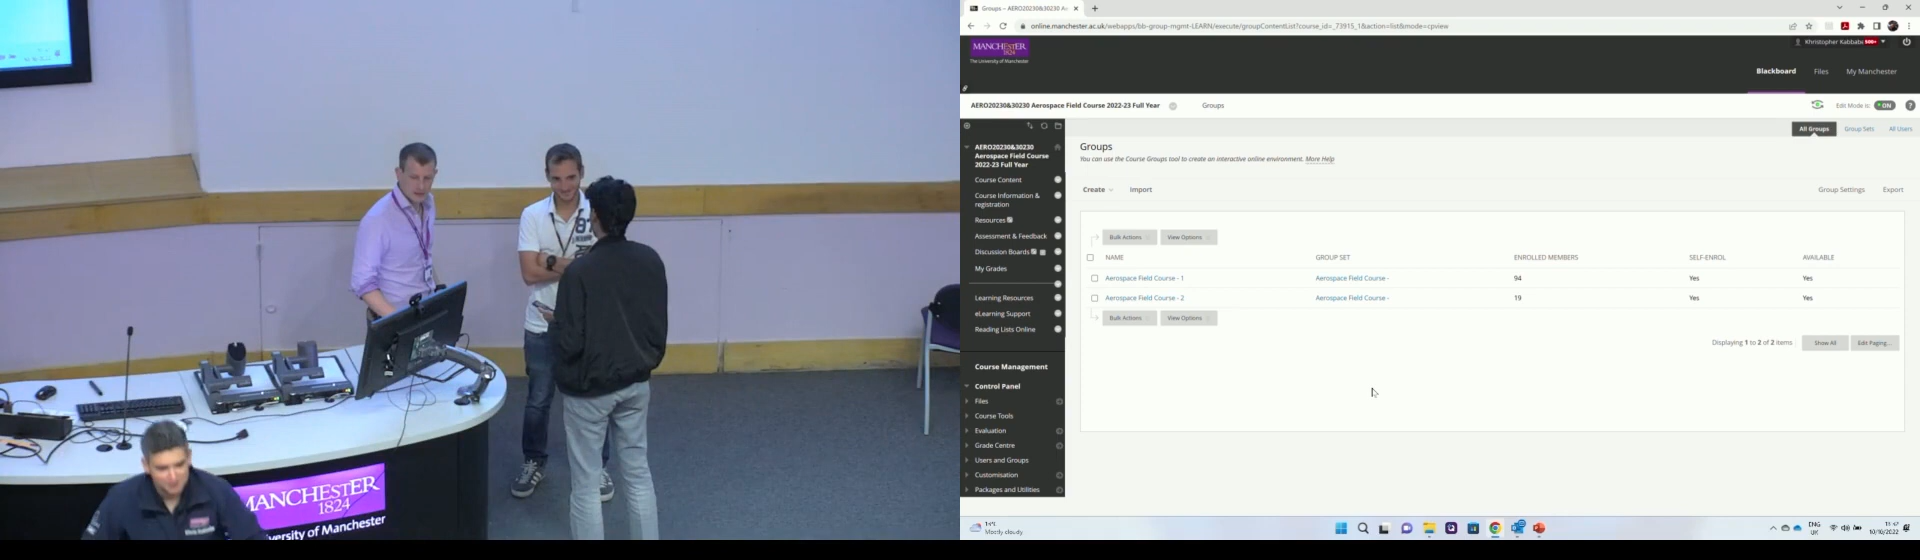 MANCHESTER
1824
University of Manchester
81
Groups – AERO20230&30230 Ae
online.manchester.ac.uk/webapps/bb-group-mgmt-LEARN/execute/groupContentList?course_id=_73915_1&action=list&mode=cpview
MANCHESTER
1824
The University of Manchester
Khristopher Kabbabe 500+
Blackboard Files My Manchester
AERO20230&30230 Aerospace Field Course 2022-23 Full Year Groups Edit Mode is: ON ?
All Groups Group Sets All Users
AERO20230&30230
Aerospace Field Course
2022-23 Full Year
Course Content
Course Information &
registration
Resources
Assessment & Feedback
Discussion Boards
My Grades
Learning Resources
eLearning Support
Reading Lists Online
Course Management
Control Panel
Files
Course Tools
Evaluation
Grade Centre
Users and Groups
Customisation
Packages and Utilities
Groups
You can use the Course Groups tool to create an interactive online environment. More Help
Create Import Group Settings Export
Bulk Actions View Options
NAME GROUP SET ENROLLED MEMBERS SELF-ENROL AVAILABLE
Aerospace Field Course - 1 Aerospace Field Course - 94 Yes Yes
Aerospace Field Course - 2 Aerospace Field Course - 19 Yes Yes
Bulk Actions View Options
Displaying 1 to 2 of 2 items Show All Edit Paging...
Mostly cloudy
ENG
UK
10/10/2022